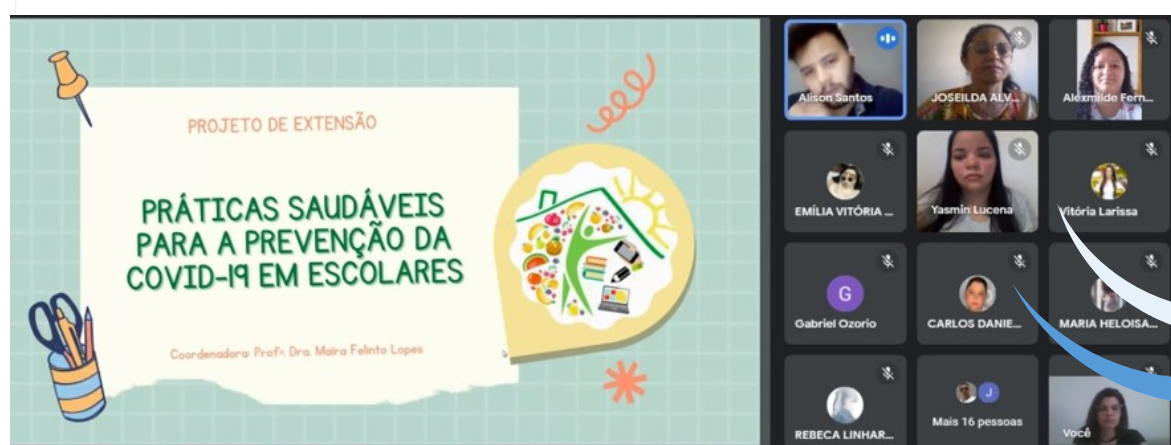 PROJETO DE EXTENSÃO
PRÁTICAS SAUDÁVEIS
PARA A PREVENÇÃO DA
COVID-19 EM ESCOLARES
Coordenadora: Profª. Dra. Maíra Felinto Lopes
Alison Santos
JOSEILDA ALV...
Aléxmilde Fern...
EMÍLIA VITÓRIA ...
Yasmin Lucena
Vitória Larissa
G
Gabriel Ozorio
CARLOS DANIE...
MARIA HELOISA...
REBECA LINHAR...
J
Mais 16 pessoas
Você